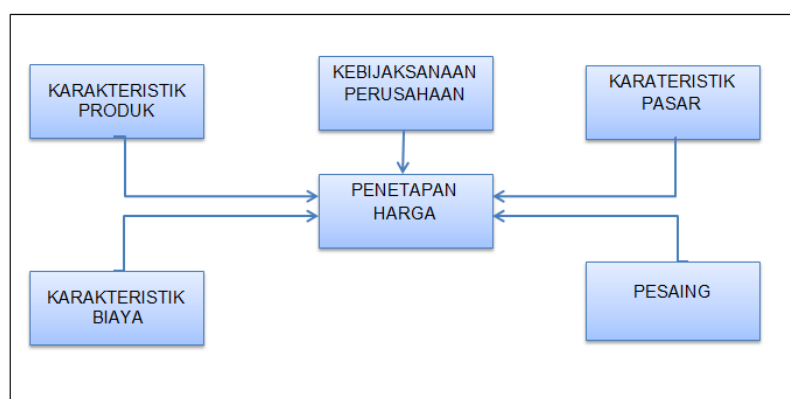 KARAKTERISTIK
PRODUK
KEBIJAKSANAAN
PERUSAHAAN
KARATERISTIK
PASAR
PENETAPAN
HARGA
KARAKTERISTIK
BIAYA
PESAING